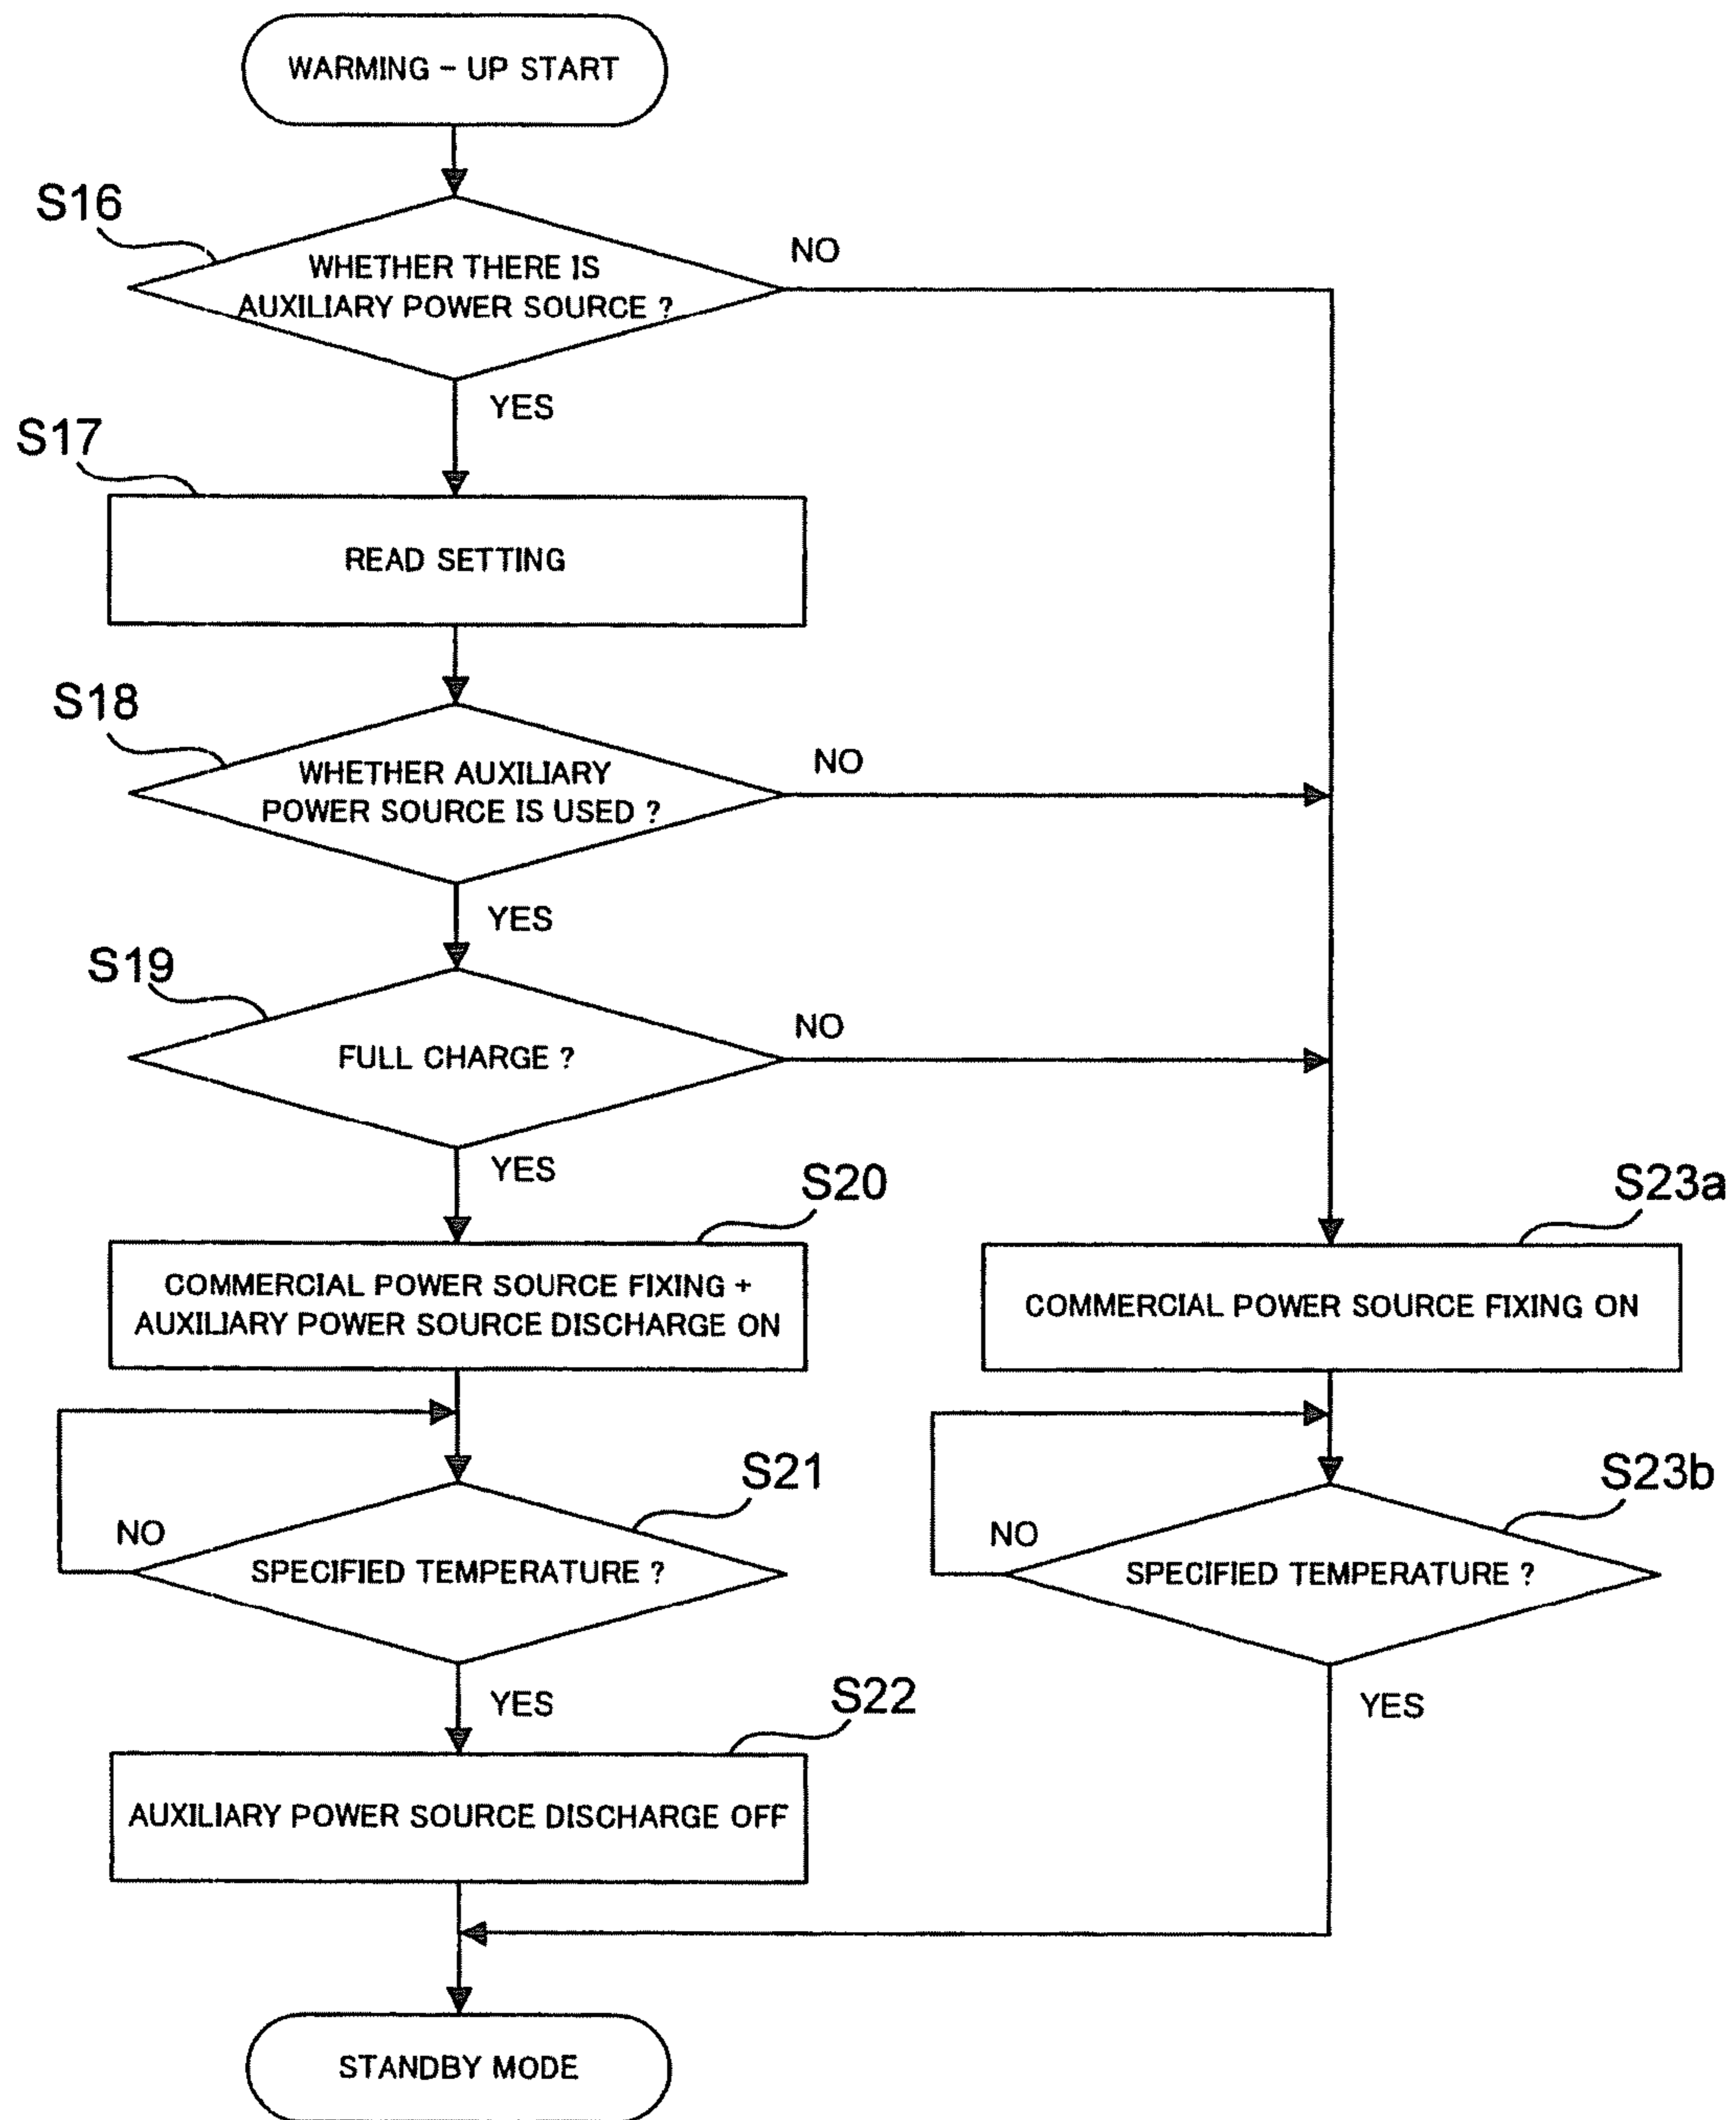 WARMING - UP START
S16
WHETHER THERE IS
AUXILIARY POWER SOURCE ?
NO
YES
S17
READ SETTING
S18
WHETHER AUXILIARY
POWER SOURCE IS USED ?
NO
YES
S19
FULL CHARGE ?
NO
YES
S20
COMMERCIAL POWER SOURCE FIXING +
AUXILIARY POWER SOURCE DISCHARGE ON
S23a
COMMERCIAL POWER SOURCE FIXING ON
S21
SPECIFIED TEMPERATURE ?
NO
YES
S23b
SPECIFIED TEMPERATURE ?
NO
YES
S22
AUXILIARY POWER SOURCE DISCHARGE OFF
STANDBY MODE